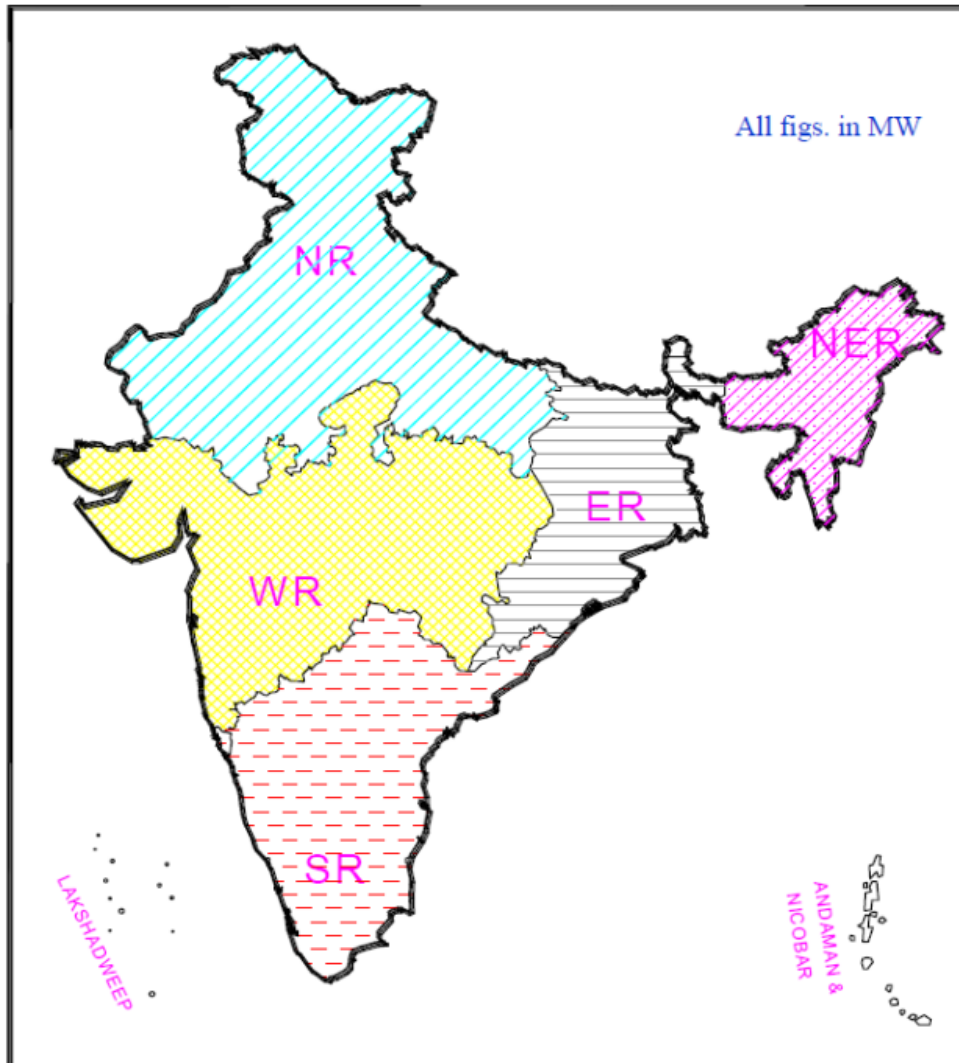 All figs. in MW
NR
NER
ER
WR
SR
LAKSHADWEEP
ANDAMAN &
NICOBAR